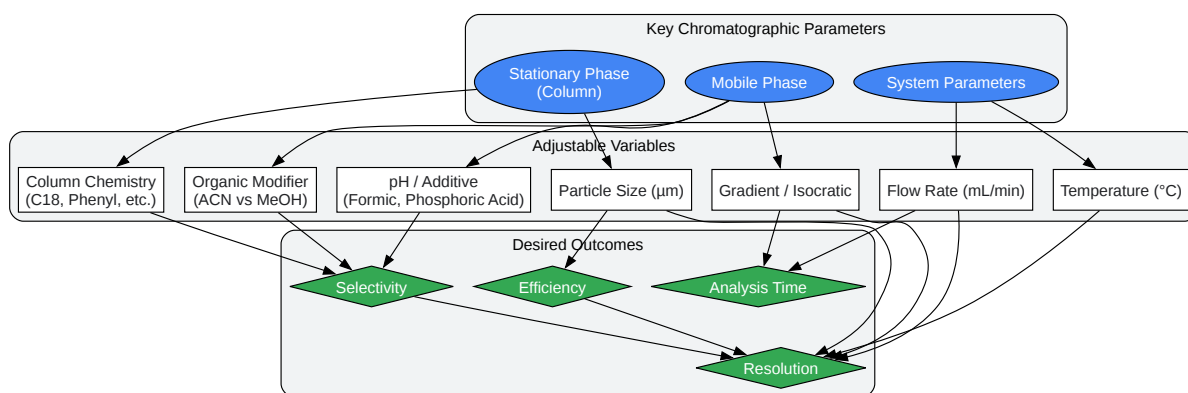 Key Chromatographic Parameters
Stationary Phase
(Column)
Mobile Phase
System Parameters
Adjustable Variables
Column Chemistry
(C18, Phenyl, etc.)
Organic Modifier
(ACN vs MeOH)
pH / Additive
(Formic, Phosphoric Acid)
Particle Size (µm)
Gradient / Isocratic
Flow Rate (mL/min)
Temperature (°C)
Desired Outcomes
Selectivity
Efficiency
Analysis Time
Resolution